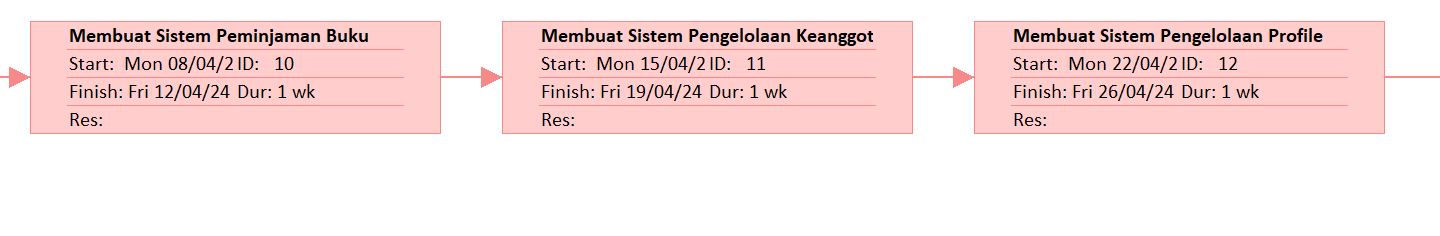 Membuat Sistem Peminjaman Buku
Start: Mon 08/04/2 ID: 10
Finish: Fri 12/04/24 Dur: 1 wk
Res:
Membuat Sistem Pengelolaan Keanggot
Start: Mon 15/04/2 ID: 11
Finish: Fri 19/04/24 Dur: 1 wk
Res:
Membuat Sistem Pengelolaan Profile
Start: Mon 22/04/2 ID: 12
Finish: Fri 26/04/24 Dur: 1 wk
Res: